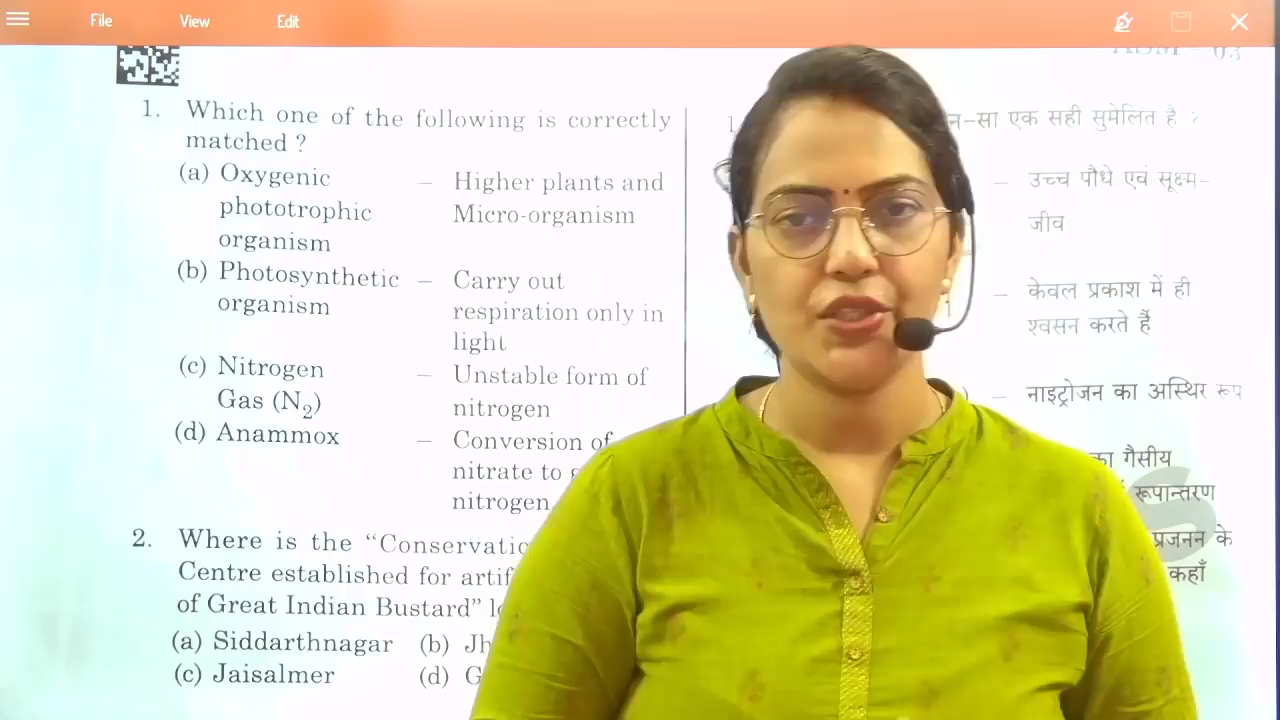 File View Edit
1. Which one of the following is correctly
matched ?
(a) Oxygenic – Higher plants and
phototrophic Micro-organism
organism
(b) Photosynthetic – Carry out
organism respiration only in
light
(c) Nitrogen – Unstable form of
Gas (N2) nitrogen
(d) Anammox – Conversion of
nitrate to
nitrogen
2. Where is the
Centre established for
of Great Indian Bustard”
(a) Siddarthnagar (b)
(c) Jaisalmer (d)
एक सही सुमेलित है ?
– उच्च पौधे एवं सूक्ष्म–
जीव
– केवल प्रकाश में ही
श्वसन करते हैं
– नाइट्रोजन का अस्थिर रूप
का गैसीय
रूपान्तरण
प्रजनन के
कहाँ